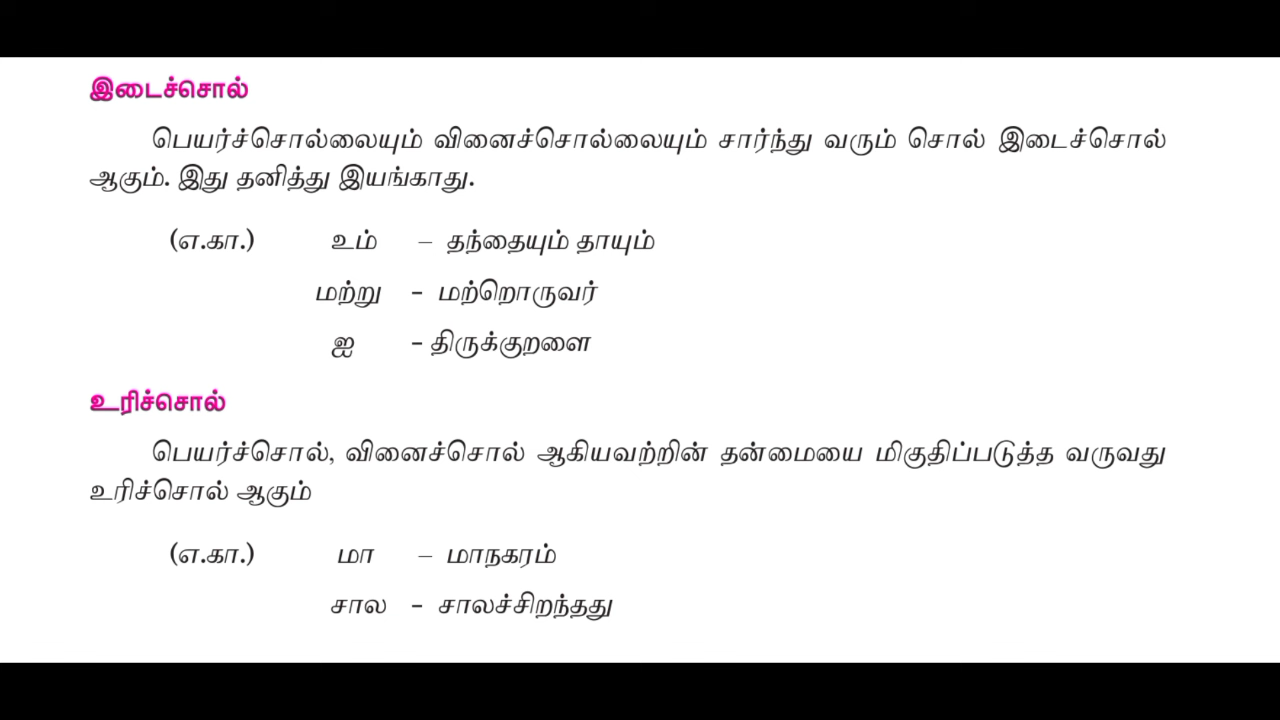 இடைச்சொல்
பெயர்ச்சொல்லையும் வினைச்சொல்லையும் சார்ந்து வரும் சொல் இடைச்சொல்
ஆகும். இது தனித்து இயங்காது.
(எ.கா.) உம் – தந்தையும் தாயும்
மற்று - மற்றொருவர்
ஐ - திருக்குறளை
உரிச்சொல்
பெயர்ச்சொல், வினைச்சொல் ஆகியவற்றின் தன்மையை மிகுதிப்படுத்த வருவது
உரிச்சொல் ஆகும்
(எ.கா.) மா – மாநகரம்
சால - சாலச்சிறந்தது